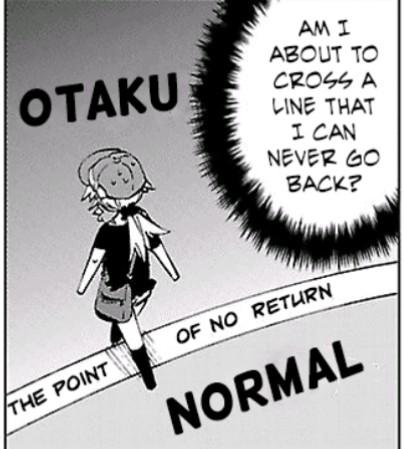 OTAKU
AM I
ABOUT TO
CROSS A
LINE THAT
I CAN
NEVER GO
BACK?
THE POINT OF NO RETURN
NORMAL